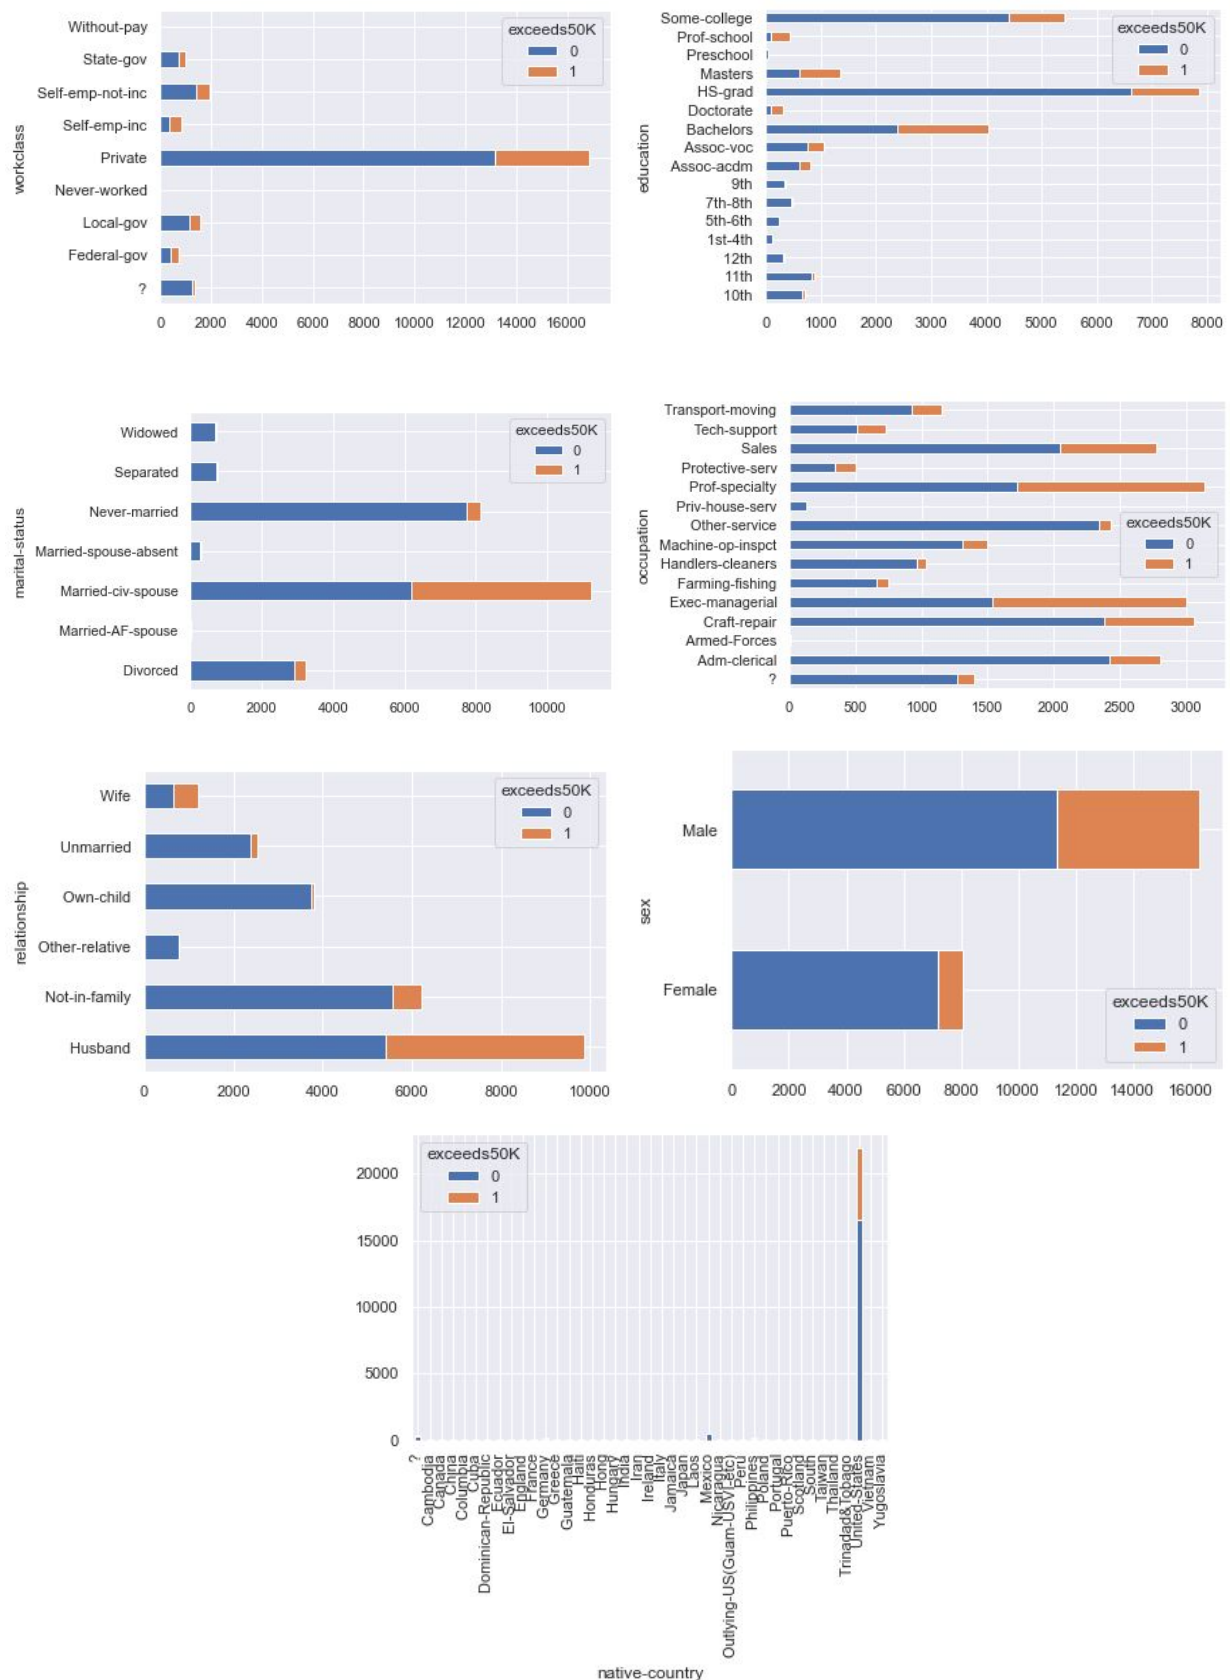 workclass
Without-pay
State-gov
Self-emp-not-inc
Self-emp-inc
Private
Never-worked
Local-gov
Federal-gov
?
0 2000 4000 6000 8000 10000 12000 14000 16000
exceeds50K
0
1
education
Some-college
Prof-school
Preschool
Masters
HS-grad
Doctorate
Bachelors
Assoc-voc
Assoc-acdm
9th
7th-8th
5th-6th
1st-4th
12th
11th
10th
0 1000 2000 3000 4000 5000 6000 7000 8000
exceeds50K
0
1
marital-status
Widowed
Separated
Never-married
Married-spouse-absent
Married-civ-spouse
Married-AF-spouse
Divorced
0 2000 4000 6000 8000 10000
exceeds50K
0
1
occupation
Transport-moving
Tech-support
Sales
Protective-serv
Prof-specialty
Priv-house-serv
Other-service
Machine-op-inspct
Handlers-cleaners
Farming-fishing
Exec-managerial
Craft-repair
Armed-Forces
Adm-clerical
?
0 500 1000 1500 2000 2500 3000
exceeds50K
0
1
relationship
Wife
Unmarried
Own-child
Other-relative
Not-in-family
Husband
0 2000 4000 6000 8000 10000
exceeds50K
0
1
sex
Male
Female
0 2000 4000 6000 8000 10000 12000 14000 16000
exceeds50K
0
1
exceeds50K
0
1
20000
15000
10000
5000
0
?
Cambodia
Canada
China
Columbia
Cuba
Dominican-Republic
Ecuador
El-Salvador
England
France
Germany
Greece
Guatemala
Haiti
Honduras
Hong
Hungary
India
Iran
Ireland
Italy
Jamaica
Japan
Laos
Mexico
Nicaragua
Outlying-US(Guam-USVI-etc)
Peru
Philippines
Poland
Portugal
Puerto-Rico
Scotland
South
Taiwan
Thailand
Trinadad&Tobago
United-States
Vietnam
Yugoslavia
native-country